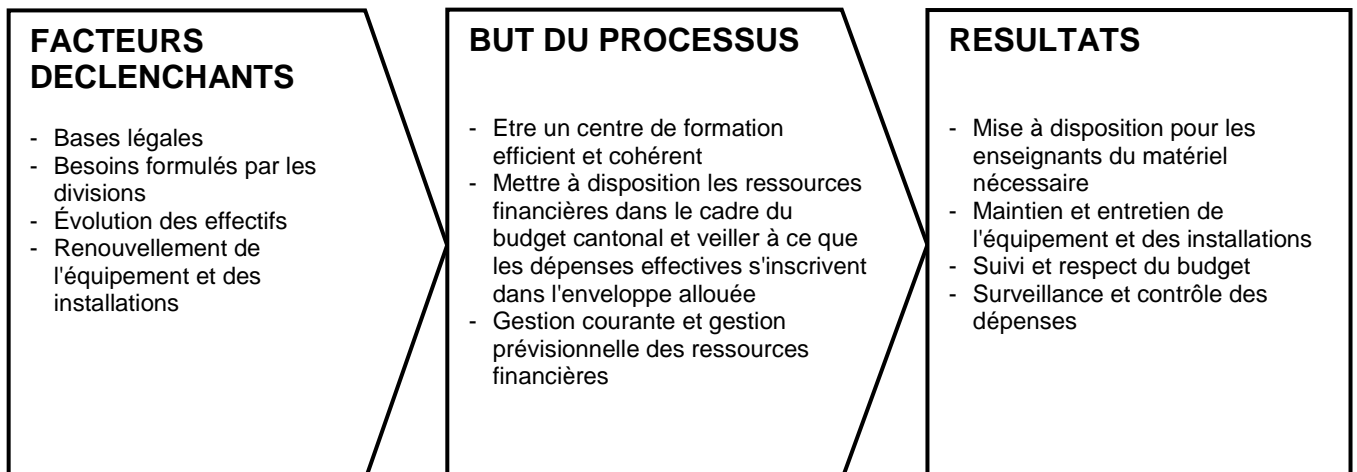 FACTEURS
DECLENCHANTS
- Bases légales
- Besoins formulés par les
divisions
- Évolution des effectifs
- Renouvellement de
l'équipement et des
installations
BUT DU PROCESSUS
- Etre un centre de formation
efficient et cohérent
- Mettre à disposition les ressources
financières dans le cadre du
budget cantonal et veiller à ce que
les dépenses effectives s'inscrivent
dans l'enveloppe allouée
- Gestion courante et gestion
prévisionnelle des ressources
financières
RESULTATS
- Mise à disposition pour les
enseignants du matériel
nécessaire
- Maintien et entretien de
l'équipement et des installations
- Suivi et respect du budget
- Surveillance et contrôle des
dépenses